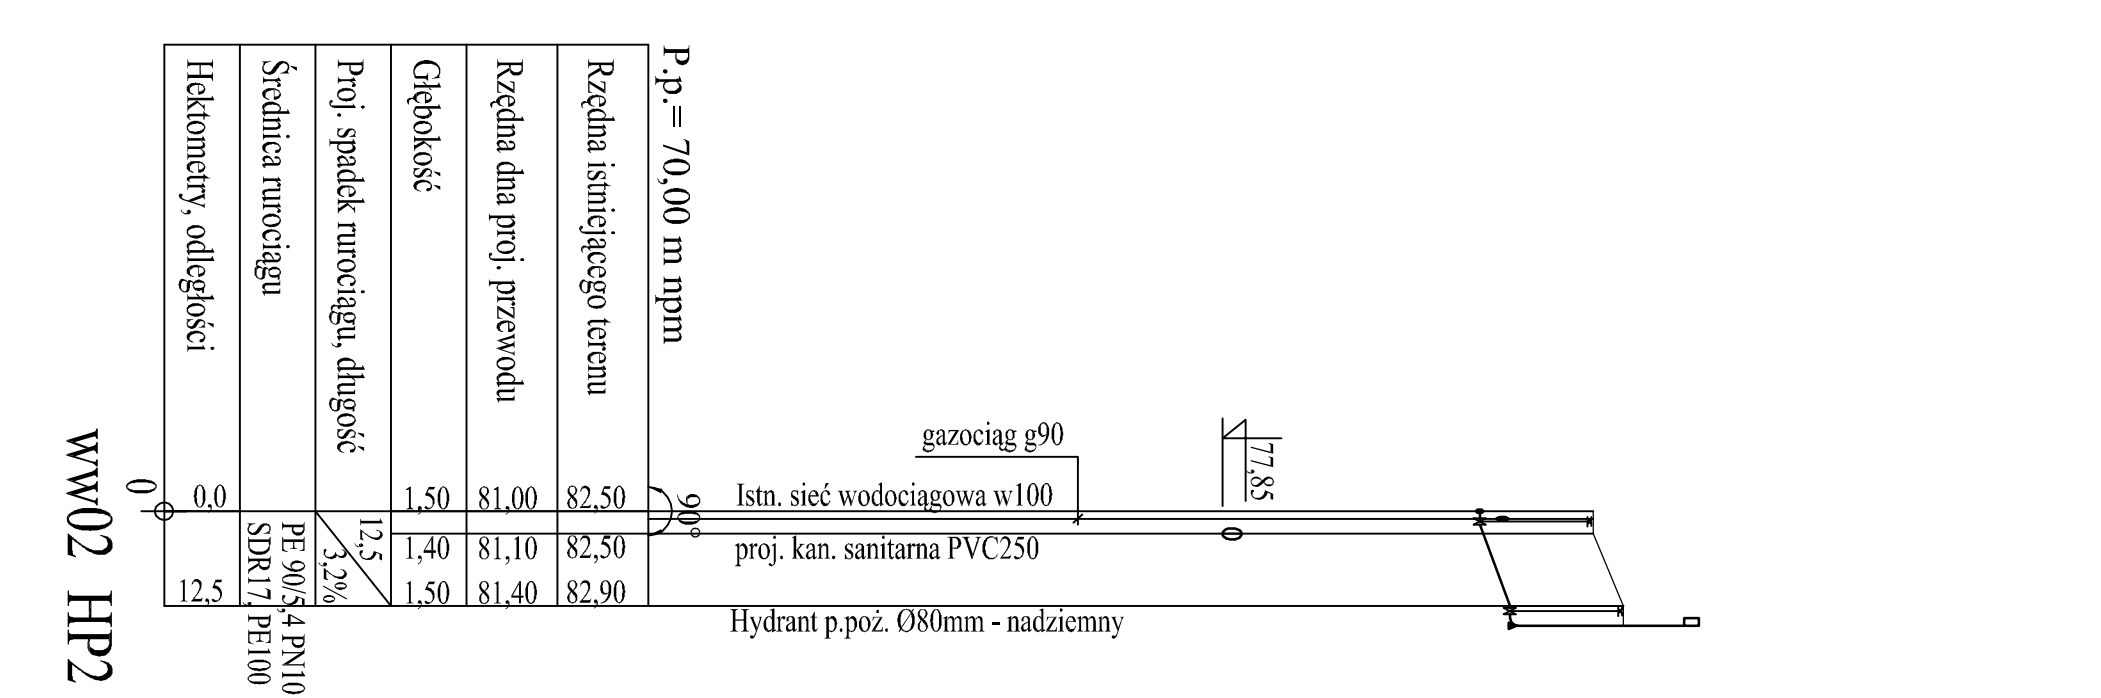 P.p.= 70,00 m npm
Rzędna istniejącego terenu
82,50
82,50
82,90
Rzędna dna proj. przewodu
81,00
81,10
81,40
Głębokość
1,50
1,40
1,50
Proj. spadek rurociągu, długość
12,5
3,2%
Średnica rurociągu
PE 90/5,4 PN10
SDR17, PE100
Hektometry, odległości
0,0
12,5
0
ww02 HP2
90°
gazociąg g90
Istn. sieć wodociągowa w100
proj. kan. sanitarna PVC250
Hydrant p.poż. Ø80mm - nadziemny
77,85